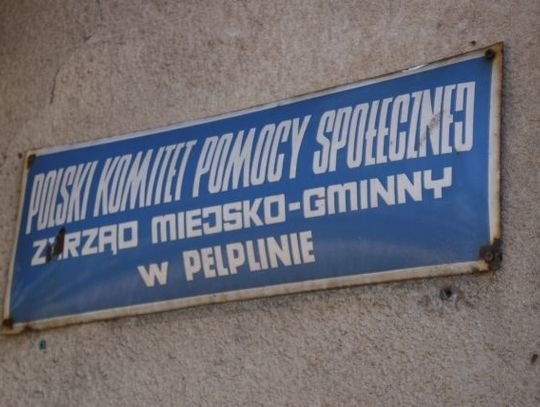 POLSKI KOMITET POMOCY SPOŁECZNEJ
ZARZĄD MIEJSKO-GMINNY
W PELPLINIE